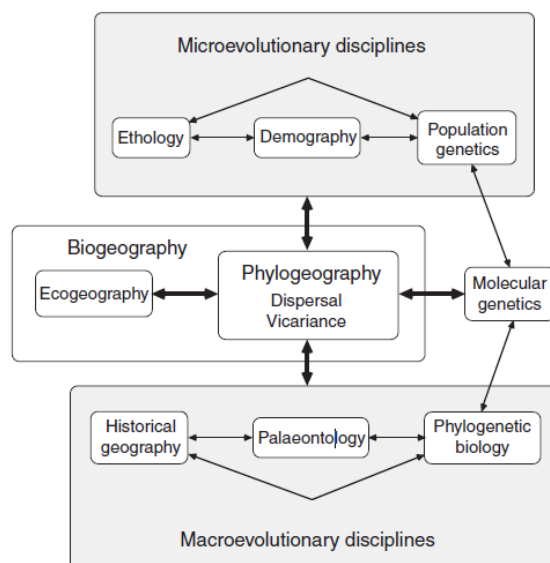 Microevolutionary disciplines
Ethology
Demography
Population
genetics
Biogeography
Ecogeography
Phylogeography
Dispersal
Vicariance
Molecular
genetics
Historical
geography
Palaeontology
Phylogenetic
biology
Macroevolutionary disciplines